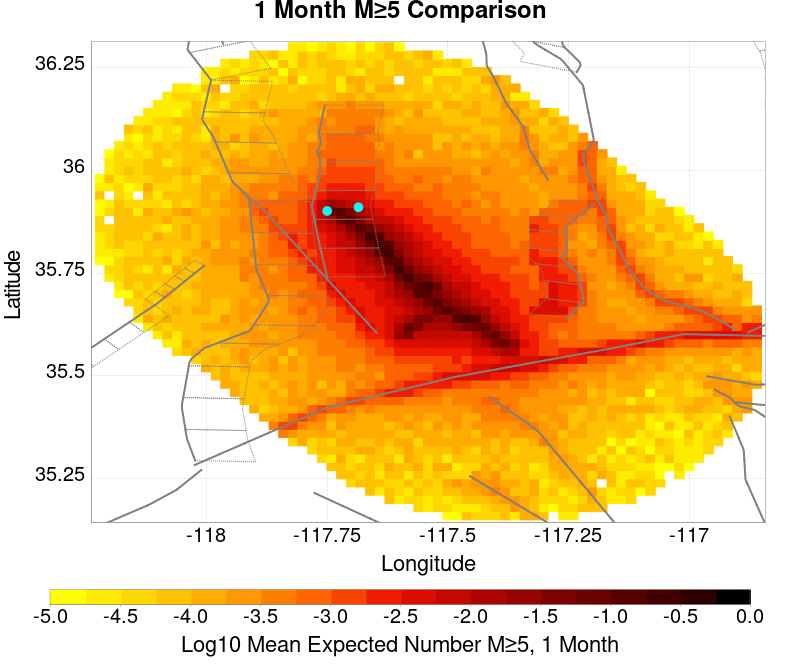 1 Month M≥5 Comparison
36.25
36
35.75
35.5
35.25
Latitude
-118 -117.75 -117.5 -117.25 -117
Longitude
-5.0 -4.5 -4.0 -3.5 -3.0 -2.5 -2.0 -1.5 -1.0 -0.5 0.0
Log10 Mean Expected Number M≥5, 1 Month